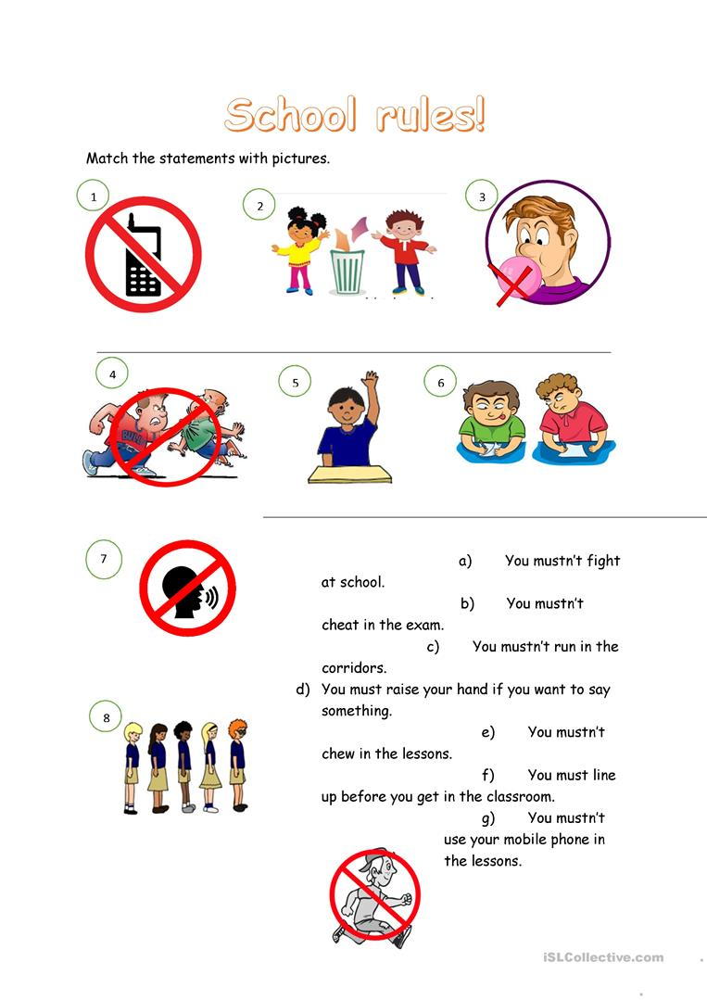 School rules!
Match the statements with pictures.
1
2
3
4
BULL
5
6
7
a) You mustn't fight
at school.
b) You mustn't
cheat in the exam.
c) You mustn't run in the
corridors.
d) You must raise your hand if you want to say
something.
8
e) You mustn't
chew in the lessons.
f) You must line
up before you get in the classroom.
g) You mustn't
use your mobile phone in
the lessons.
iSLCollective.com